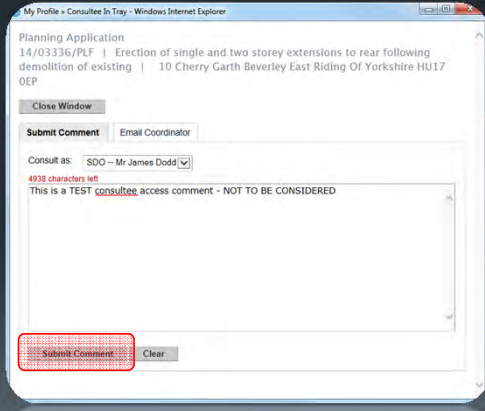 My Profile » Consultee In Tray - Windows Internet Explorer
Planning Application
14/03336/PLF | Erection of single and two storey extensions to rear following
demolition of existing | 10 Cherry Garth Beverley East Riding Of Yorkshire HU17
0EP
Close Window
Submit Comment Email Coordinator
Consult as: SDO -- Mr James Dodd
4938 characters left
This is a TEST consultee access comment - NOT TO BE CONSIDERED
Submit Comment Clear